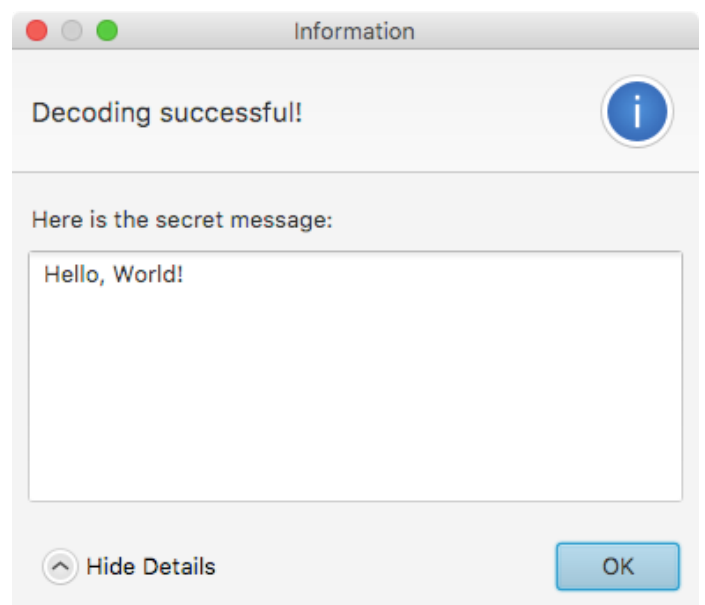 Information
Decoding successful!
Here is the secret message:
Hello, World!
Hide Details
OK